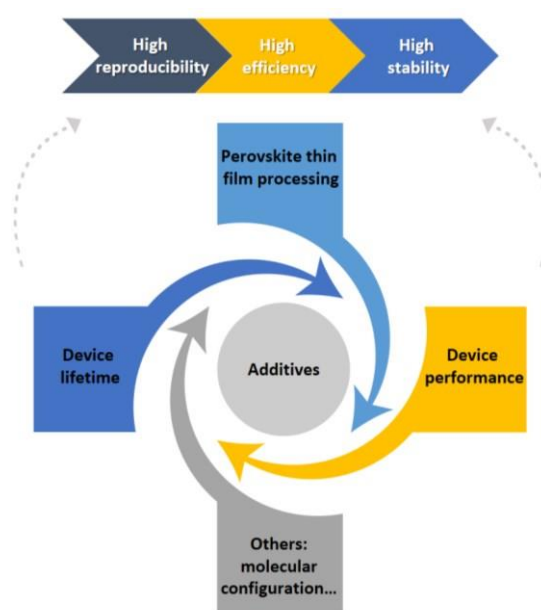 High
reproducibility
High
efficiency
High
stability
Perovskite thin
film processing
Device
lifetime
Additives
Device
performance
Others:
molecular
configuration...